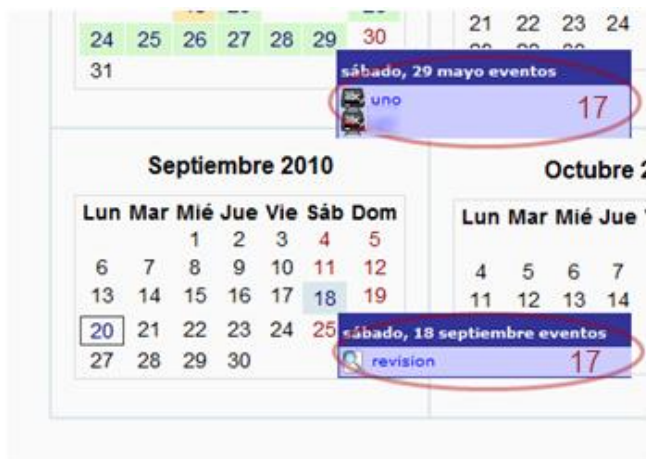 24 25 26 27 28 29 30
31
21 22 23 24
sábado, 29 mayo eventos
uno
17
Septiembre 2010
Lun Mar Mié Jue Vie Sáb Dom
1 2 3 4 5
6 7 8 9 10 11 12
13 14 15 16 17 18 19
20 21 22 23 24 25
27 28 29 30
Octubre 2
Lun Mar Mié Jue
4 5 6 7
11 12 13 14
sábado, 18 septiembre eventos
revision
17